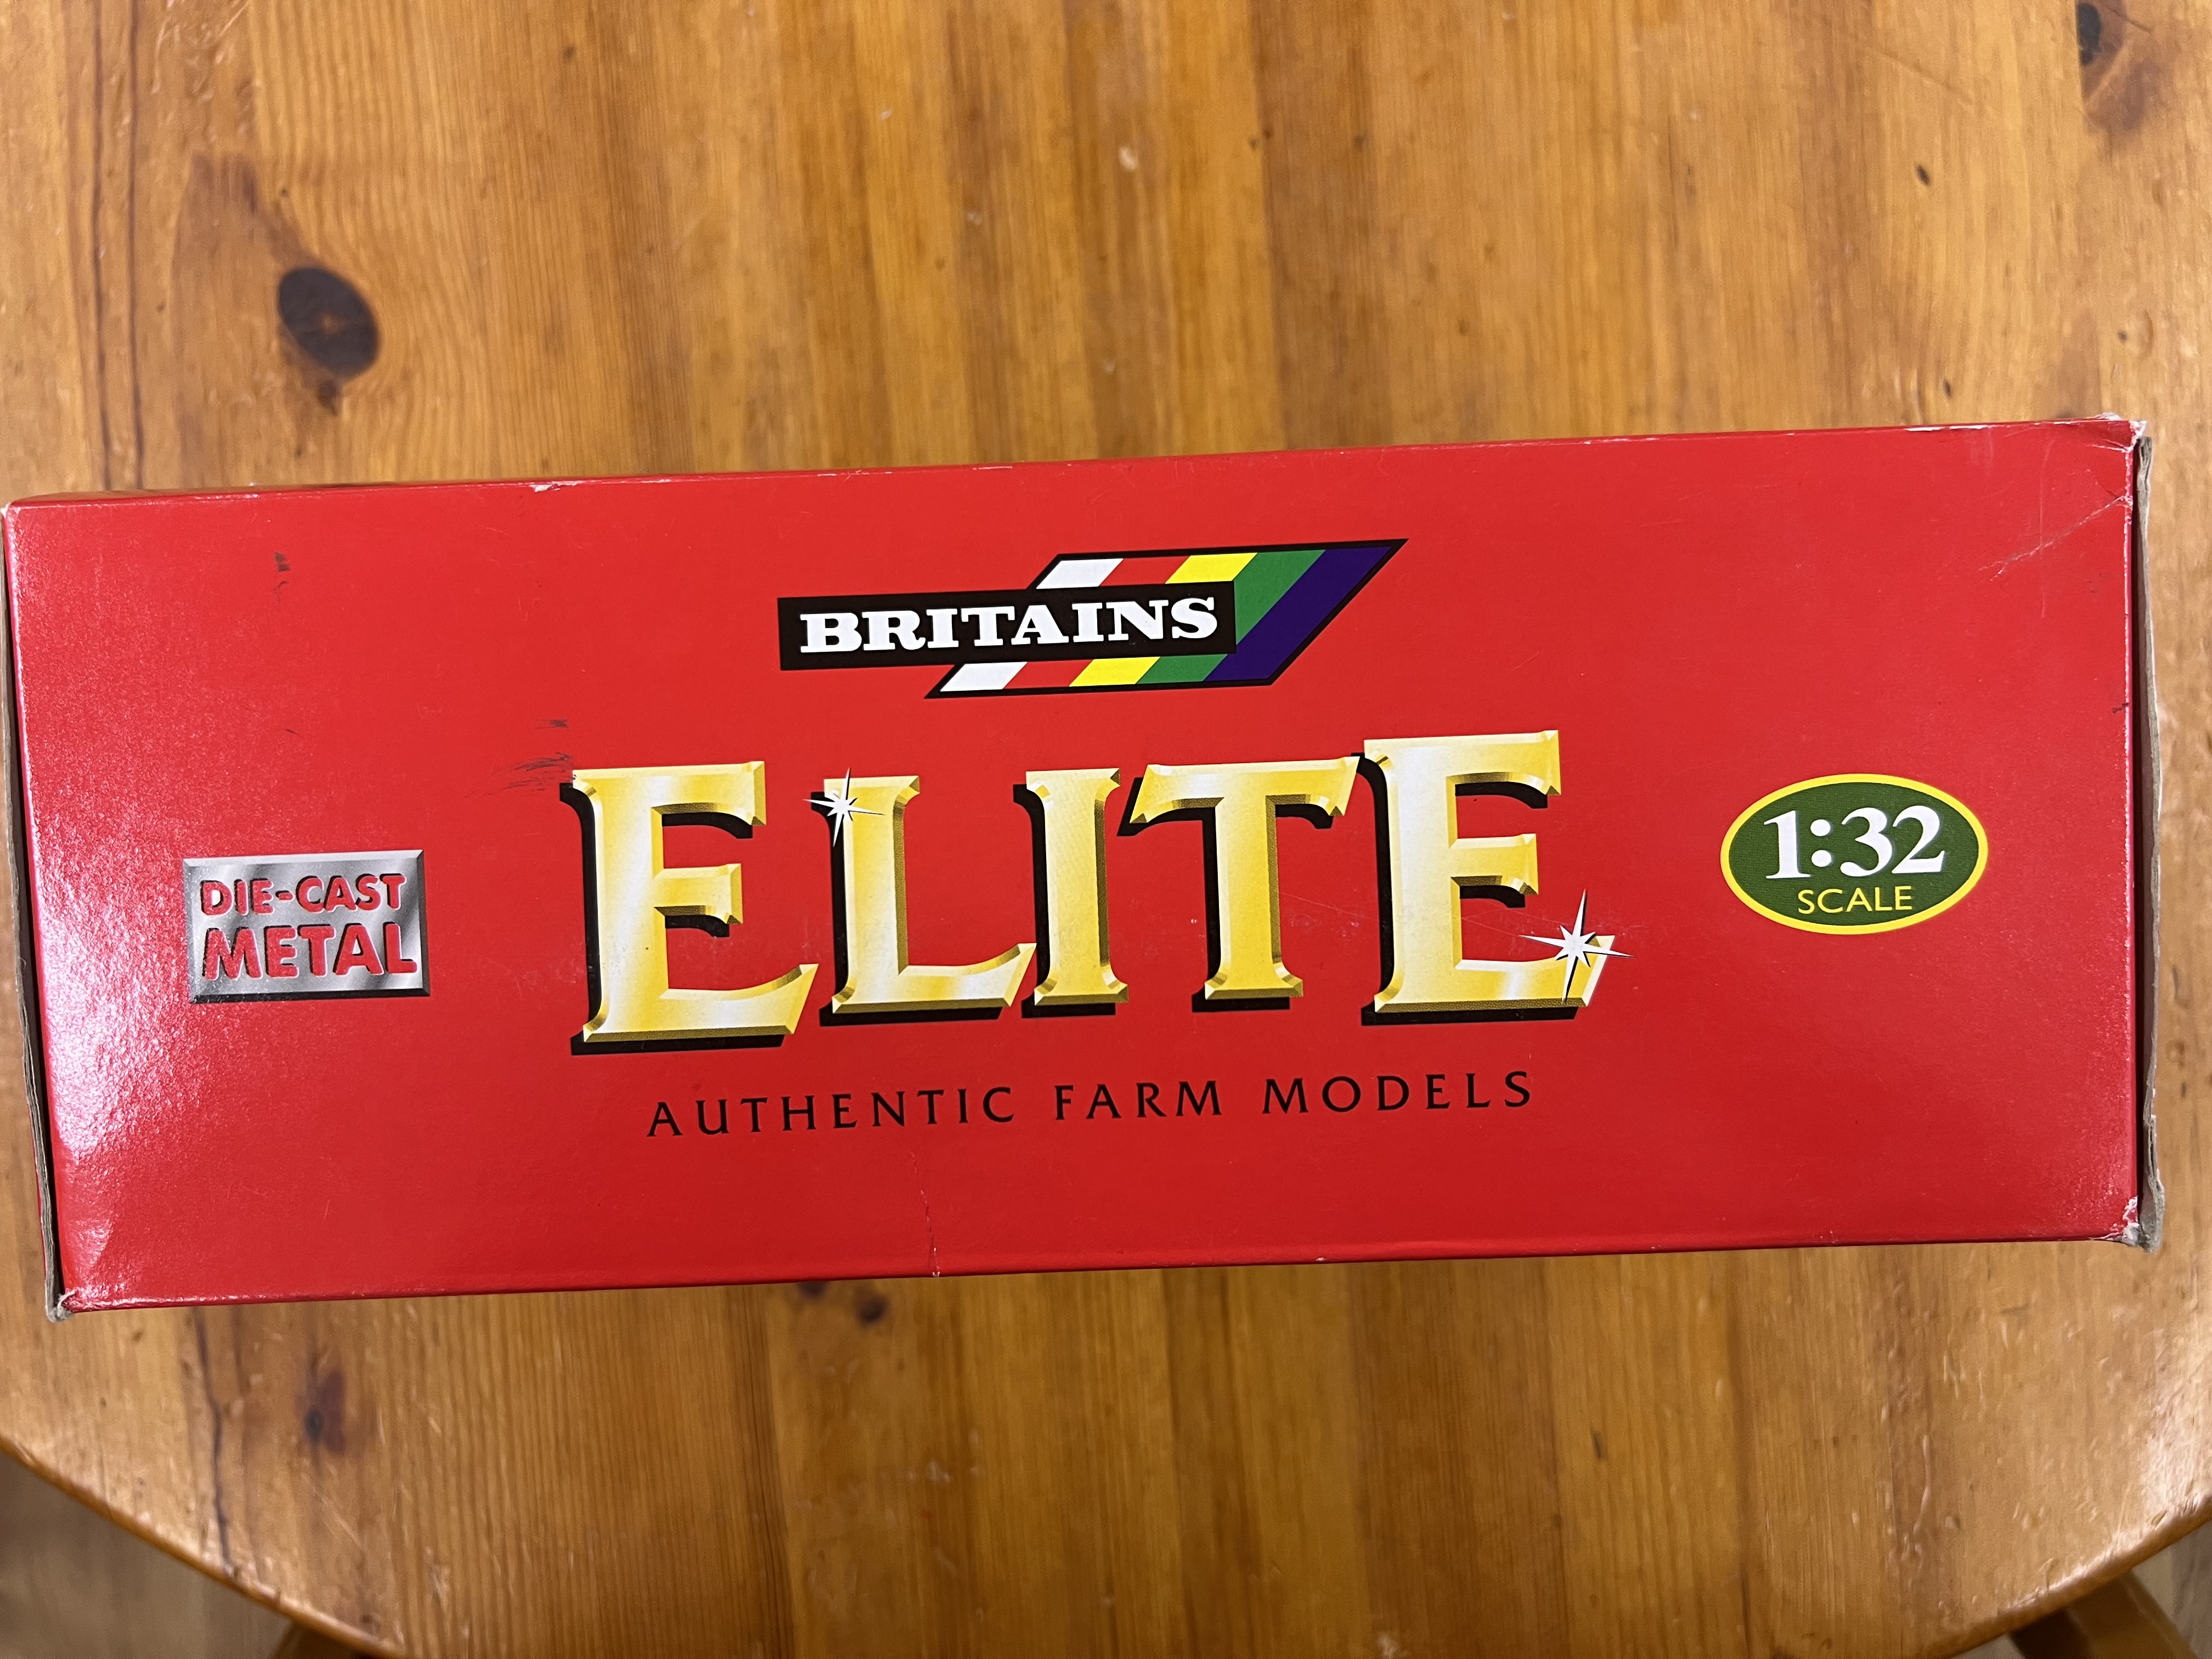 BRITAINS
ELITE
DIE-CAST
METAL
1:32
SCALE
AUTHENTIC FARM MODELS